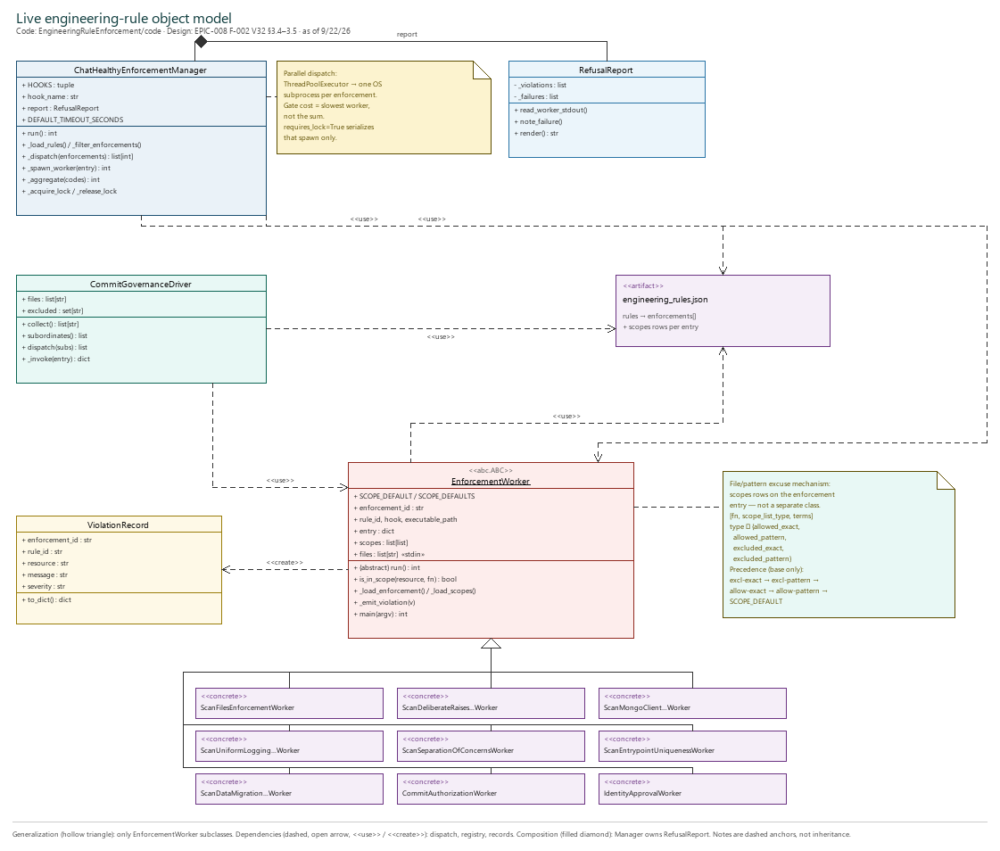 Live engineering-rule object model
Code: EngineeringRuleEnforcement/code · Design: EPIC-008 F-002 V32 §3.4–3.5 · as of 9/22/26
report
ChatHealthyEnforcementManager
+ HOOKS : tuple
+ hook_name : str
+ report : RefusalReport
+ DEFAULT_TIMEOUT_SECONDS
+ run() : int
+ _load_rules() / _filter_enforcements()
+ _dispatch(enforcements) : list[int]
+ _spawn_worker(entry) : int
+ _aggregate(codes) : int
+ _acquire_lock / _release_lock
Parallel dispatch:
ThreadPoolExecutor → one OS
subprocess per enforcement.
Gate cost = slowest worker,
not the sum.
requires_lock=True serializes
that spawn only.
RefusalReport
- _violations : list
- _failures : list
+ read_worker_stdout()
+ note_failure()
+ render() : str
<<use>>
<<use>>
CommitGovernanceDriver
+ files : list[str]
+ excluded : set[str]
+ collect() : list[str]
+ subordinates() : list
+ dispatch(subs) : list
+ _invoke(entry) : dict
<<use>>
<<artifact>>
engineering_rules.json
rules → enforcements[]
+ scopes rows per entry
<<use>>
<<use>>
<<abc.ABC>>
EnforcementWorker
+ SCOPE_DEFAULT / SCOPE_DEFAULTS
+ enforcement_id : str
+ rule_id, hook, executable_path
+ entry : dict
+ scopes : list[list]
+ files : list[str] «stdin»
+ (abstract) run() : int
+ is_in_scope(resource, fn) : bool
+ _load_enforcement() / _load_scopes()
+ _emit_violation(v)
+ main(argv) : int
File/pattern excuse mechanism:
scopes rows on the enforcement
entry — not a separate class.
[fn, scope_list_type, terms]
type (allowed_exact,
allowed_pattern,
excluded_exact,
excluded_pattern)
Precedence (base only):
excl-exact → excl-pattern →
allow-exact → allow-pattern →
SCOPE_DEFAULT
ViolationRecord
+ enforcement_id : str
+ rule_id : str
+ resource : str
+ message : str
+ severity : str
+ to_dict() : dict
<<create>>
<<concrete>>
ScanFilesEnforcementWorker
<<concrete>>
ScanDeliberateRaises...Worker
<<concrete>>
ScanMongoClient...Worker
<<concrete>>
ScanUniformLogging...Worker
<<concrete>>
ScanSeparationOfConcernsWorker
<<concrete>>
ScanEntrypointUniquenessWorker
<<concrete>>
ScanDataMigration...Worker
<<concrete>>
CommitAuthorizationWorker
<<concrete>>
IdentityApprovalWorker
Generalization (hollow triangle): only EnforcementWorker subclasses. Dependencies (dashed, open arrow, <<use>> / <<create>>): dispatch, registry, records. Composition (filled diamond): Manager owns RefusalReport. Notes are dashed anchors, not inheritance.